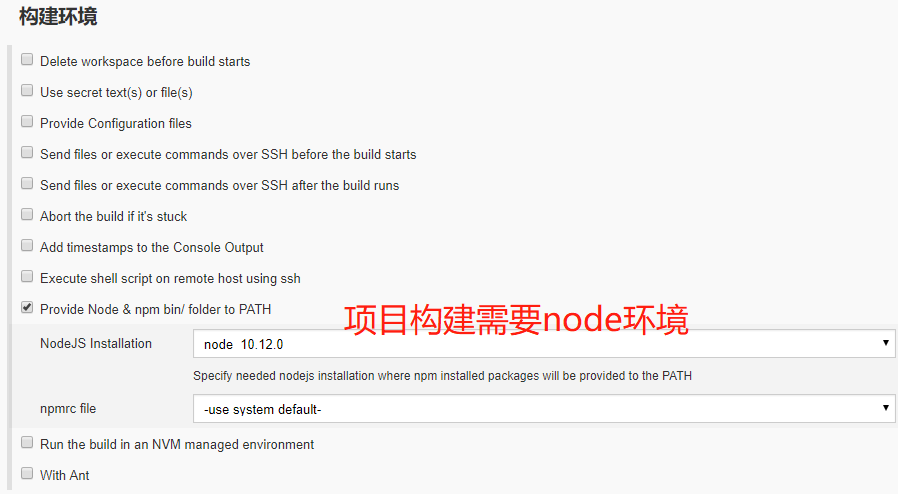 构建环境
Delete workspace before build starts
Use secret text(s) or file(s)
Provide Configuration files
Send files or execute commands over SSH before the build starts
Send files or execute commands over SSH after the build runs
Abort the build if it's stuck
Add timestamps to the Console Output
Execute shell script on remote host using ssh
Provide Node & npm bin/ folder to PATH
项目构建需要node环境
NodeJS Installation
node 10.12.0
Specify needed nodejs installation where npm installed packages will be provided to the PATH
npmrc file
-use system default-
Run the build in an NVM managed environment
With Ant